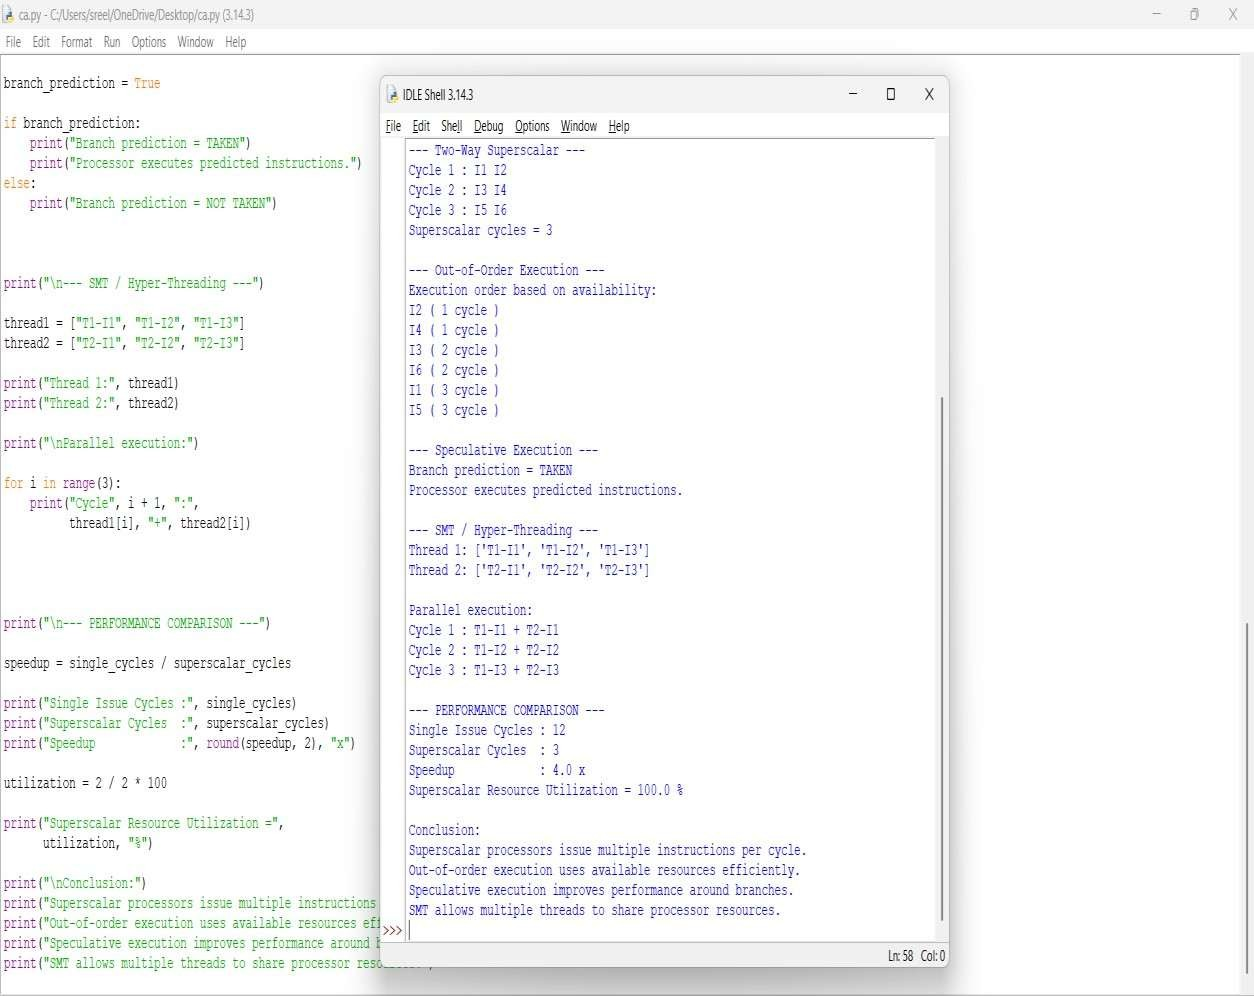 ca.py - C:/Users/sreel/OneDrive/Desktop/ca.py (3.14.3)
File Edit Format Run Options Window Help
branch_prediction = True
if branch_prediction:
    print("Branch prediction = TAKEN")
    print("Processor executes predicted instructions.")
else:
    print("Branch prediction = NOT TAKEN")
print("\n--- SMT / Hyper-Threading ---")
thread1 = ["T1-I1", "T1-I2", "T1-I3"]
thread2 = ["T2-I1", "T2-I2", "T2-I3"]
print("Thread 1:", thread1)
print("Thread 2:", thread2)
print("\nParallel execution:")
for i in range(3):
    print("Cycle", i + 1, ":",
          thread1[i], "+", thread2[i])
print("\n--- PERFORMANCE COMPARISON ---")
speedup = single_cycles / superscalar_cycles
print("Single Issue Cycles :", single_cycles)
print("Superscalar Cycles  :", superscalar_cycles)
print("Speedup             :", round(speedup, 2), "x")
utilization = 2 / 2 * 100
print("Superscalar Resource Utilization =",
      utilization, "%")
print("\nConclusion:")
print("Superscalar processors issue multiple instructions
print("Out-of-order execution uses available resources
print("Speculative execution improves performance around
print("SMT allows multiple threads to share processor
IDLE Shell 3.14.3
File Edit Shell Debug Options Window Help
--- Two-Way Superscalar ---
Cycle 1 : I1 I2
Cycle 2 : I3 I4
Cycle 3 : I5 I6
Superscalar cycles = 3
--- Out-of-Order Execution ---
Execution order based on availability:
I2 ( 1 cycle )
I4 ( 1 cycle )
I3 ( 2 cycle )
I6 ( 2 cycle )
I1 ( 3 cycle )
I5 ( 3 cycle )
--- Speculative Execution ---
Branch prediction = TAKEN
Processor executes predicted instructions.
--- SMT / Hyper-Threading ---
Thread 1: ['T1-I1', 'T1-I2', 'T1-I3']
Thread 2: ['T2-I1', 'T2-I2', 'T2-I3']
Parallel execution:
Cycle 1 : T1-I1 + T2-I1
Cycle 2 : T1-I2 + T2-I2
Cycle 3 : T1-I3 + T2-I3
--- PERFORMANCE COMPARISON ---
Single Issue Cycles : 12
Superscalar Cycles  : 3
Speedup             : 4.0 x
Superscalar Resource Utilization = 100.0 %
Conclusion:
Superscalar processors issue multiple instructions per cycle.
Out-of-order execution uses available resources efficiently.
Speculative execution improves performance around branches.
SMT allows multiple threads to share processor resources.
>>>
Ln: 58 Col: 0